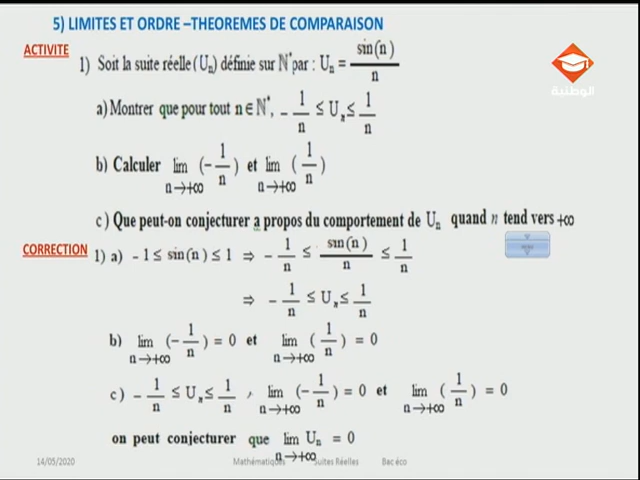 5) LIMITES ET ORDRE –THEOREMES DE COMPARAISON
ACTIVITE
1) Soit la suite réelle (Uₙ) définie sur ℕ* par : Uₙ = sin(n)/n
a) Montrer que pour tout n ∈ ℕ*, − 1/n ≤ Uₙ ≤ 1/n
b) Calculer lim n→+∞ (− 1/n) et lim n→+∞ (1/n)
c) Que peut-on conjecturer a propos du comportement de Uₙ quand n tend vers +∞
CORRECTION
1) a) - 1 ≤ sin(n) ≤ 1 ⇒ − 1/n ≤ sin(n)/n ≤ 1/n
⇒ − 1/n ≤ Uₙ ≤ 1/n
b) lim n→+∞ (− 1/n) = 0 et lim n→+∞ (1/n) = 0
c) − 1/n ≤ Uₙ ≤ 1/n , lim n→+∞ (− 1/n) = 0 et lim n→+∞ (1/n) = 0
on peut conjecturer que lim n→+∞ Uₙ = 0
14/05/2020 Mathématiques Suites Réelles Bac éco
الوطنية